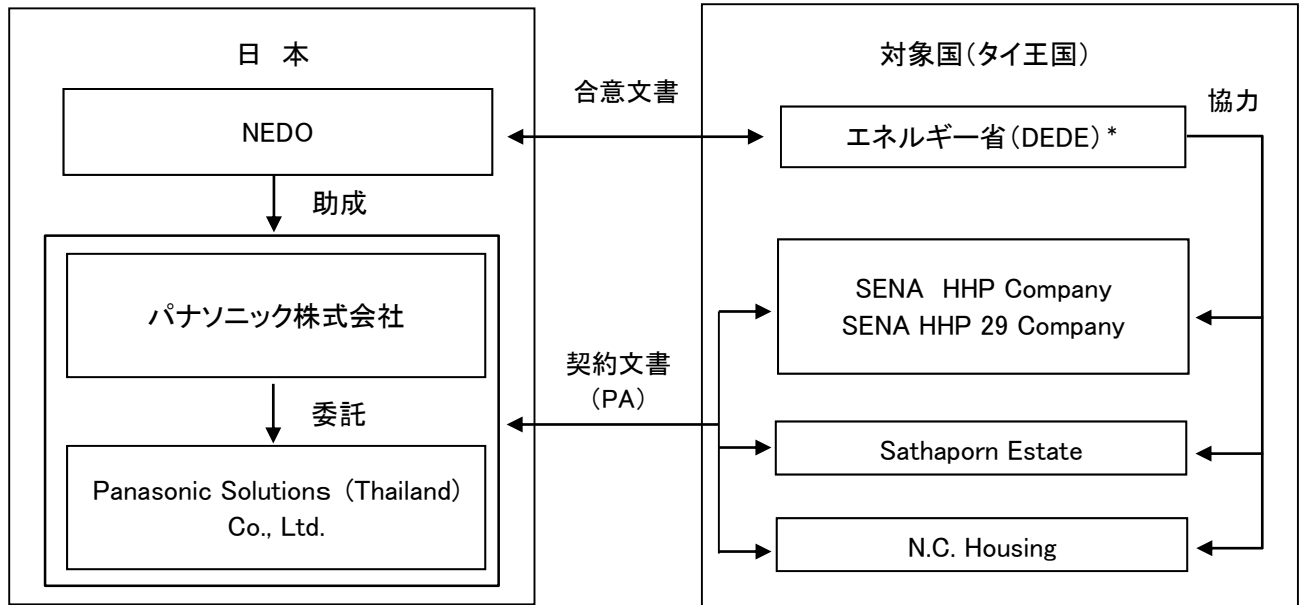 日 本
NEDO
助成
パナソニック株式会社
委託
Panasonic Solutions (Thailand)
Co., Ltd.
合意文書
契約文書
(PA)
対象国(タイ王国)
協力
エネルギー省(DEDE)*
SENA HHP Company
SENA HHP 29 Company
Sathaporn Estate
N.C. Housing